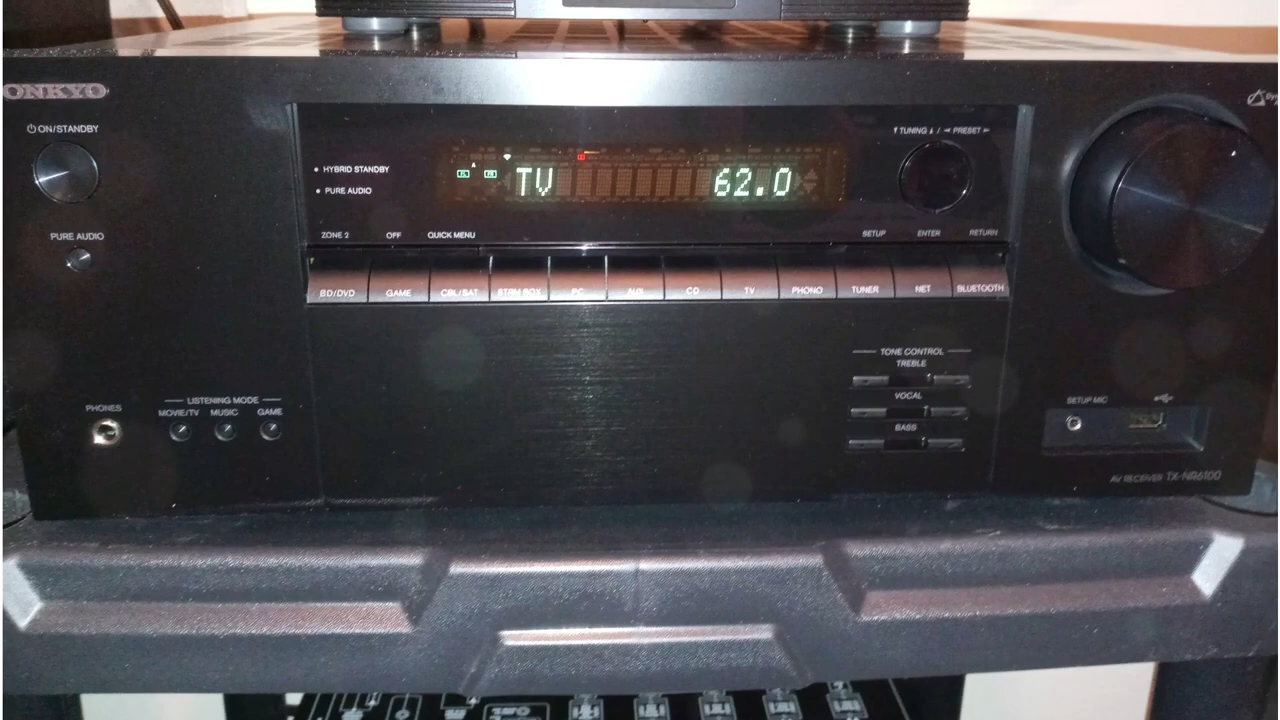 ONKYO
ON/STANDBY
PURE AUDIO
HYBRID STANDBY
PURE AUDIO
TV 62.0
TUNING / PRESET
ZONE 2 OFF QUICK MENU SETUP ENTER RETURN
BD/DVD GAME CBL/SAT STRM BOX PC AUX CD TV PHONO TUNER NET BLUETOOTH
TONE CONTROL
TREBLE
VOCAL
BASS
PHONES
LISTENING MODE
MOVIE/TV MUSIC GAME
SETUP MIC
AV RECEIVER TX-NR6100